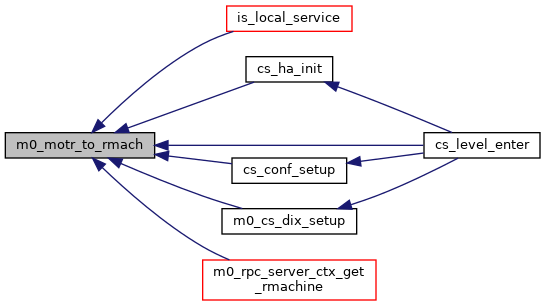 is_local_service
cs_ha_init
m0_motr_to_rmach
cs_level_enter
cs_conf_setup
m0_cs_dix_setup
m0_rpc_server_ctx_get
_rmachine